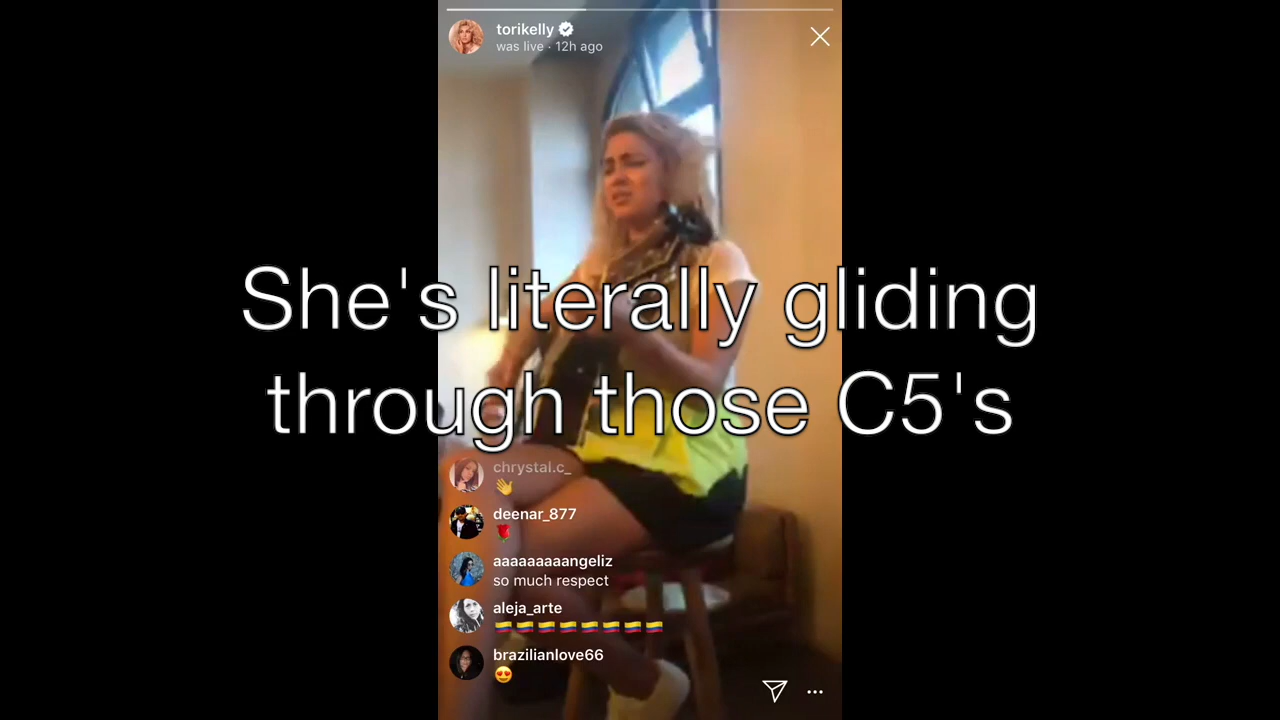 torikelly
was live · 12h ago
She's literally gliding
through those C5's
chrystal.c_
👋
deenar_877
🌹
aaaaaaaaangeliz
so much respect
aleja_arte
🇨🇴🇨🇴🇨🇴🇨🇴🇨🇴🇨🇴🇨🇴🇨🇴
brazilianlove66
😍